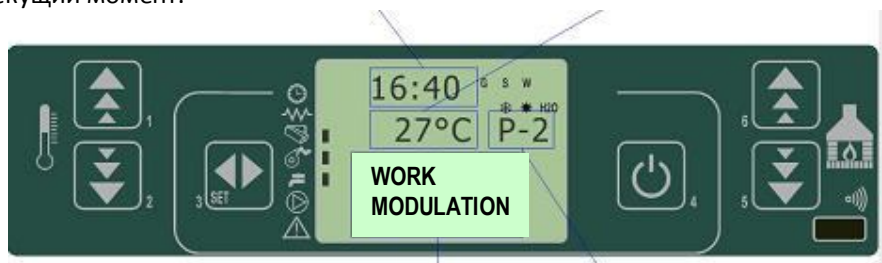 16:40 G S W
H2O
27°C P-2
WORK
MODULATION
1
2
3 SET
4
5
6